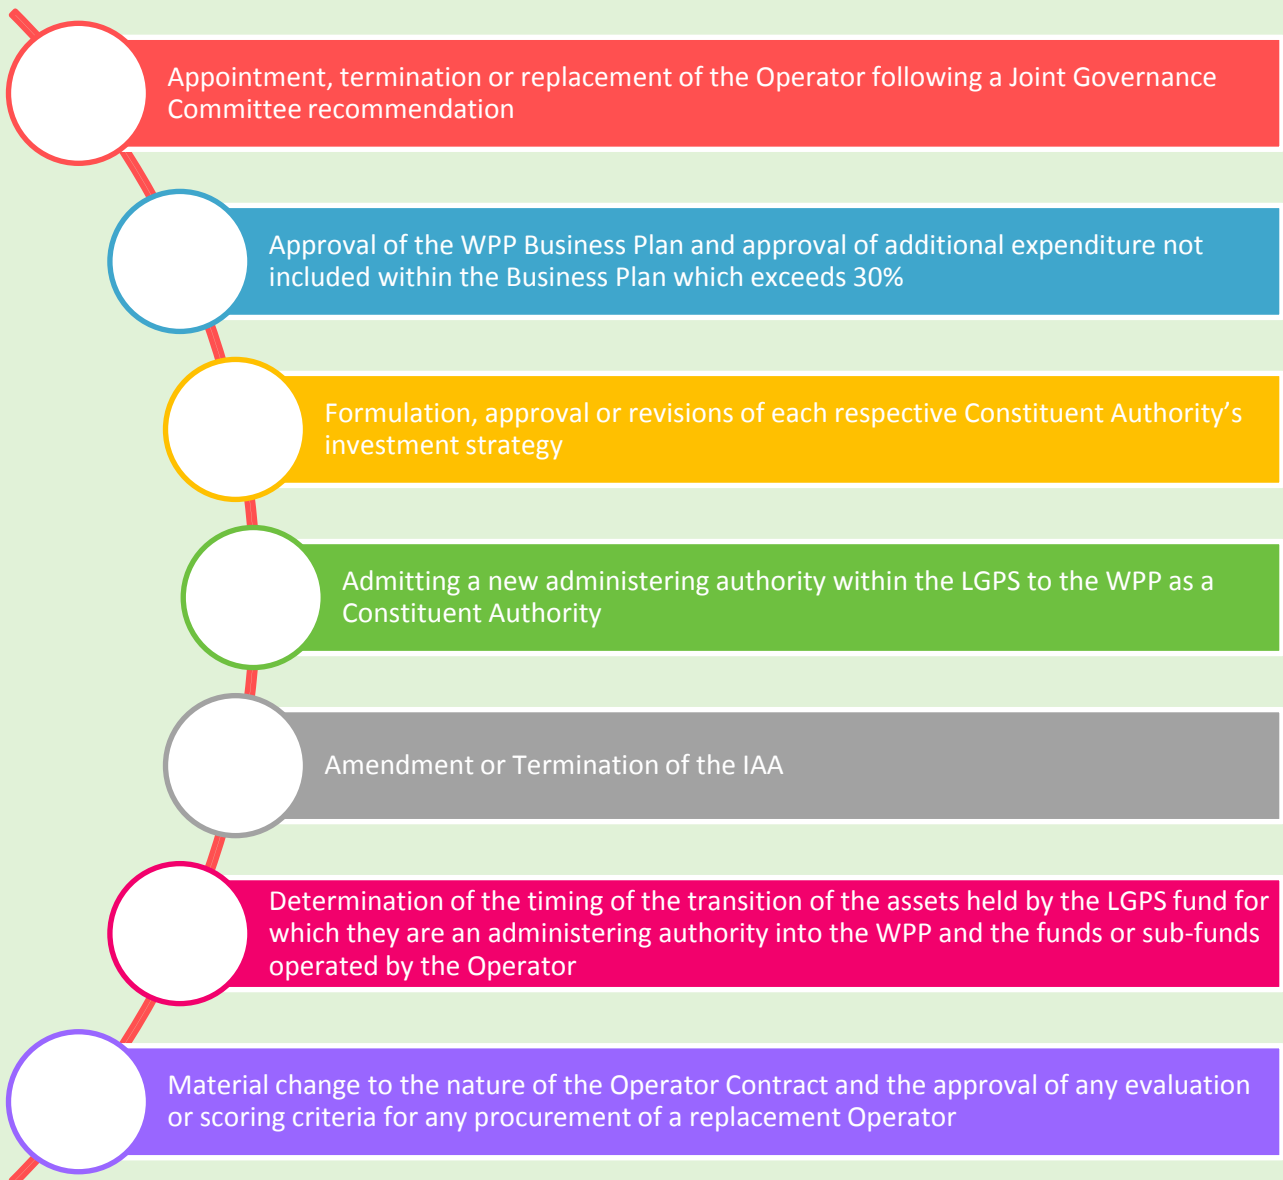 Appointment, termination or replacement of the Operator following a Joint Governance
Committee recommendation
Approval of the WPP Business Plan and approval of additional expenditure not
included within the Business Plan which exceeds 30%
Formulation, approval or revisions of each respective Constituent Authority’s
investment strategy
Admitting a new administering authority within the LGPS to the WPP as a
Constituent Authority
Amendment or Termination of the IAA
Determination of the timing of the transition of the assets held by the LGPS fund for
which they are an administering authority into the WPP and the funds or sub-funds
operated by the Operator
Material change to the nature of the Operator Contract and the approval of any evaluation
or scoring criteria for any procurement of a replacement Operator